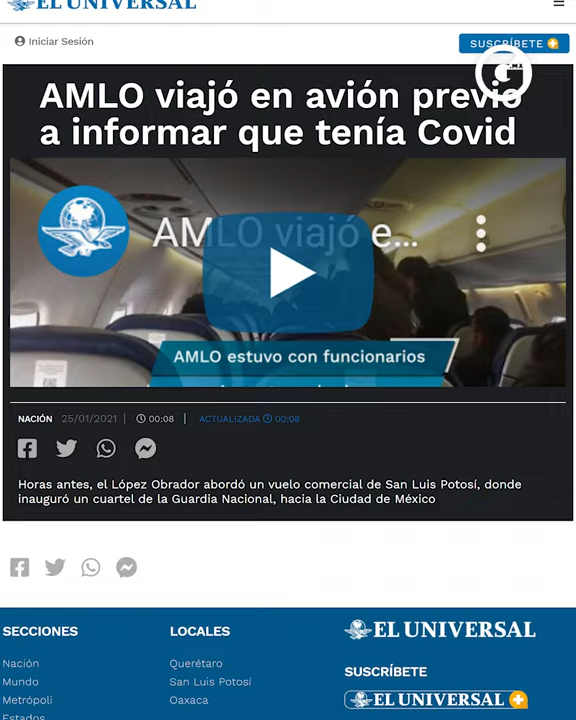 EL UNIVERSAL
Iniciar Sesión
SUSCRÍBETE
G.MX
AMLO viajó en avión previo
a informar que tenía Covid
AMLO viajó e...
AMLO estuvo con funcionarios
NACIÓN 25/01/2021 | 00:08 | ACTUALIZADA 00:08
Horas antes, el López Obrador abordó un vuelo comercial de San Luis Potosí, donde
inauguró un cuartel de la Guardia Nacional, hacia la Ciudad de México
SECCIONES
Nación
Mundo
Metrópoli
Estados
LOCALES
Querétaro
San Luis Potosí
Oaxaca
EL UNIVERSAL
SUSCRÍBETE
EL UNIVERSAL